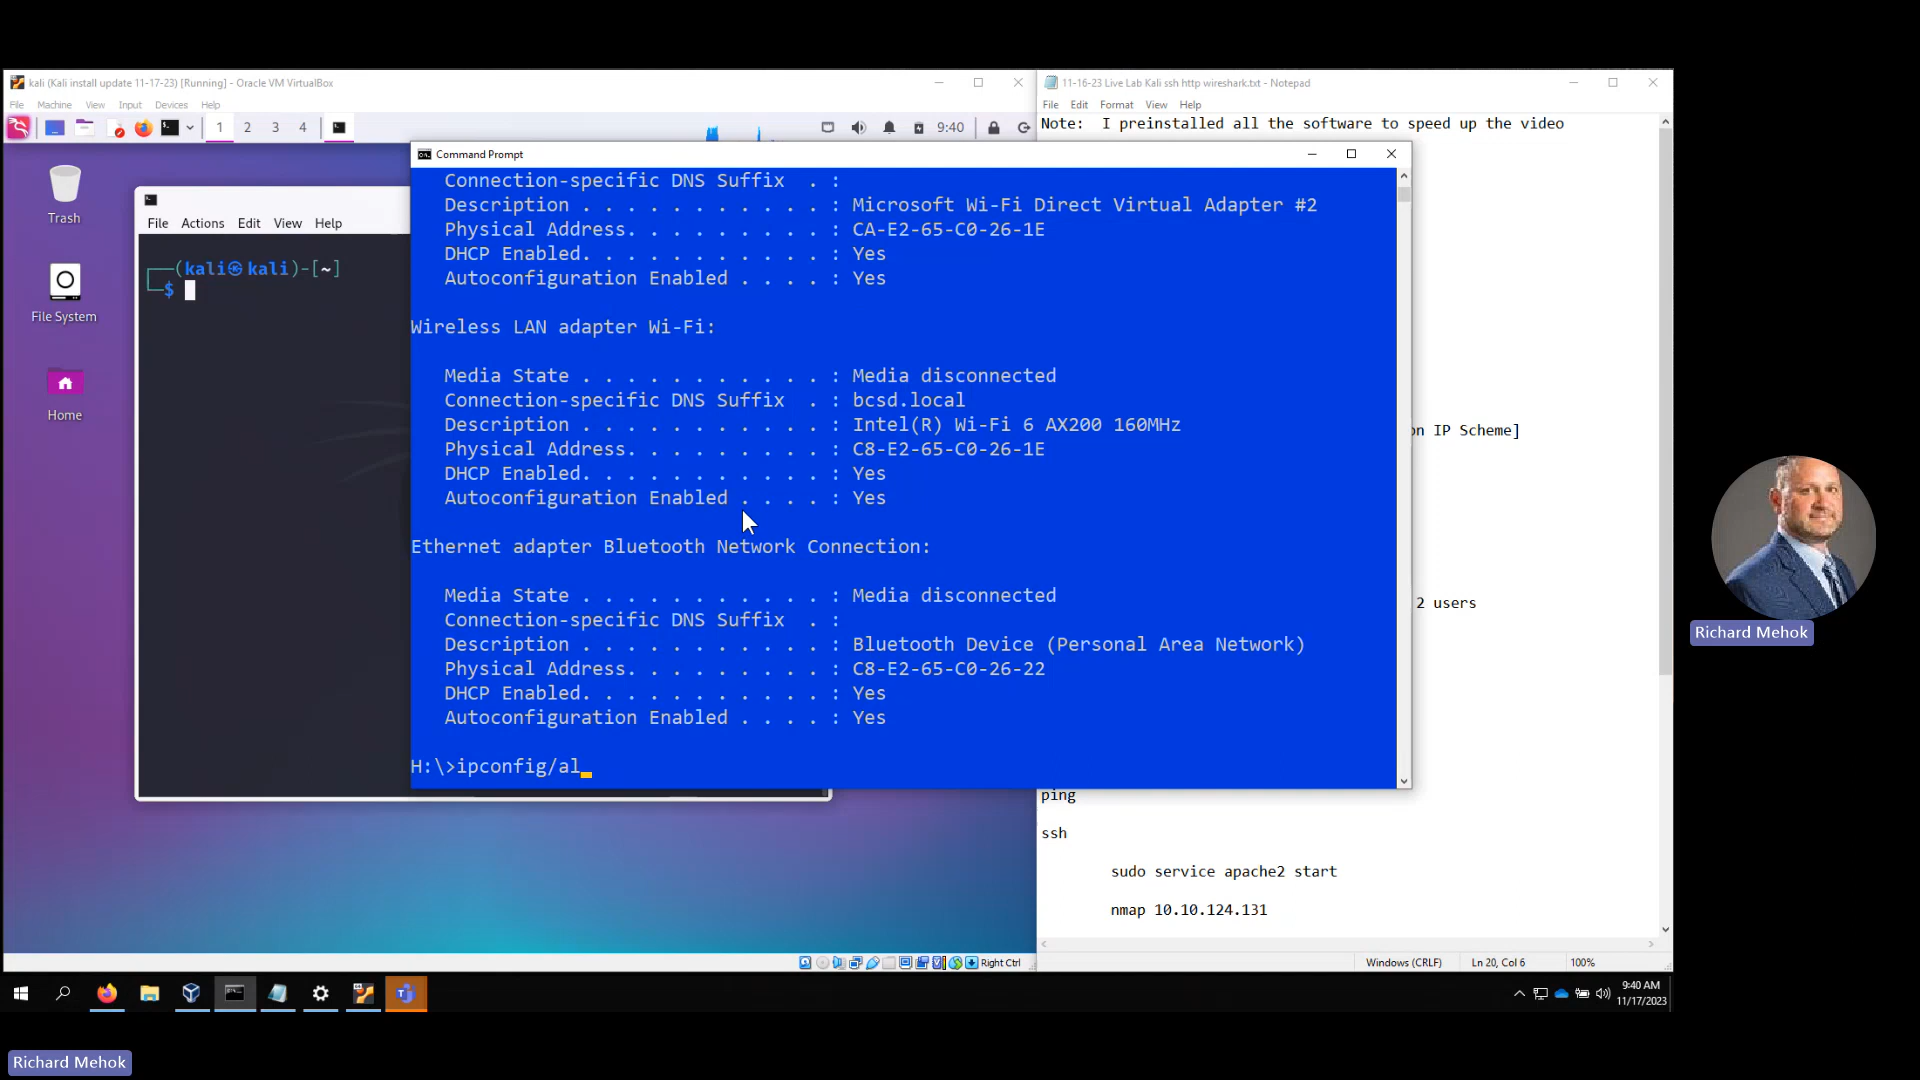 kali (Kali install update 11-17-23) [Running] - Oracle VM VirtualBox
File Machine View Input Devices Help
1 2 3 4
9:40
Trash
File System
Home
File Actions Edit View Help
(kali㉿kali)-[~]
$
Command Prompt
Connection-specific DNS Suffix . :
Description . . . . . . . . . . . : Microsoft Wi-Fi Direct Virtual Adapter #2
Physical Address. . . . . . . . . : CA-E2-65-C0-26-1E
DHCP Enabled. . . . . . . . . . . : Yes
Autoconfiguration Enabled . . . . : Yes
Wireless LAN adapter Wi-Fi:
Media State . . . . . . . . . . . : Media disconnected
Connection-specific DNS Suffix . : bcsd.local
Description . . . . . . . . . . . : Intel(R) Wi-Fi 6 AX200 160MHz
Physical Address. . . . . . . . . : C8-E2-65-C0-26-1E
DHCP Enabled. . . . . . . . . . . : Yes
Autoconfiguration Enabled . . . . : Yes
Ethernet adapter Bluetooth Network Connection:
Media State . . . . . . . . . . . : Media disconnected
Connection-specific DNS Suffix . :
Description . . . . . . . . . . . : Bluetooth Device (Personal Area Network)
Physical Address. . . . . . . . . : C8-E2-65-C0-26-22
DHCP Enabled. . . . . . . . . . . : Yes
Autoconfiguration Enabled . . . . : Yes
H:\>ipconfig/al
Right Ctrl
11-16-23 Live Lab Kali ssh http wireshark.txt - Notepad
File Edit Format View Help
Note: I preinstalled all the software to speed up the video
on IP Scheme]
2 users
ping
ssh
sudo service apache2 start
nmap 10.10.124.131
Windows (CRLF) Ln 20, Col 6 100%
9:40 AM
11/17/2023
Richard Mehok
Richard Mehok